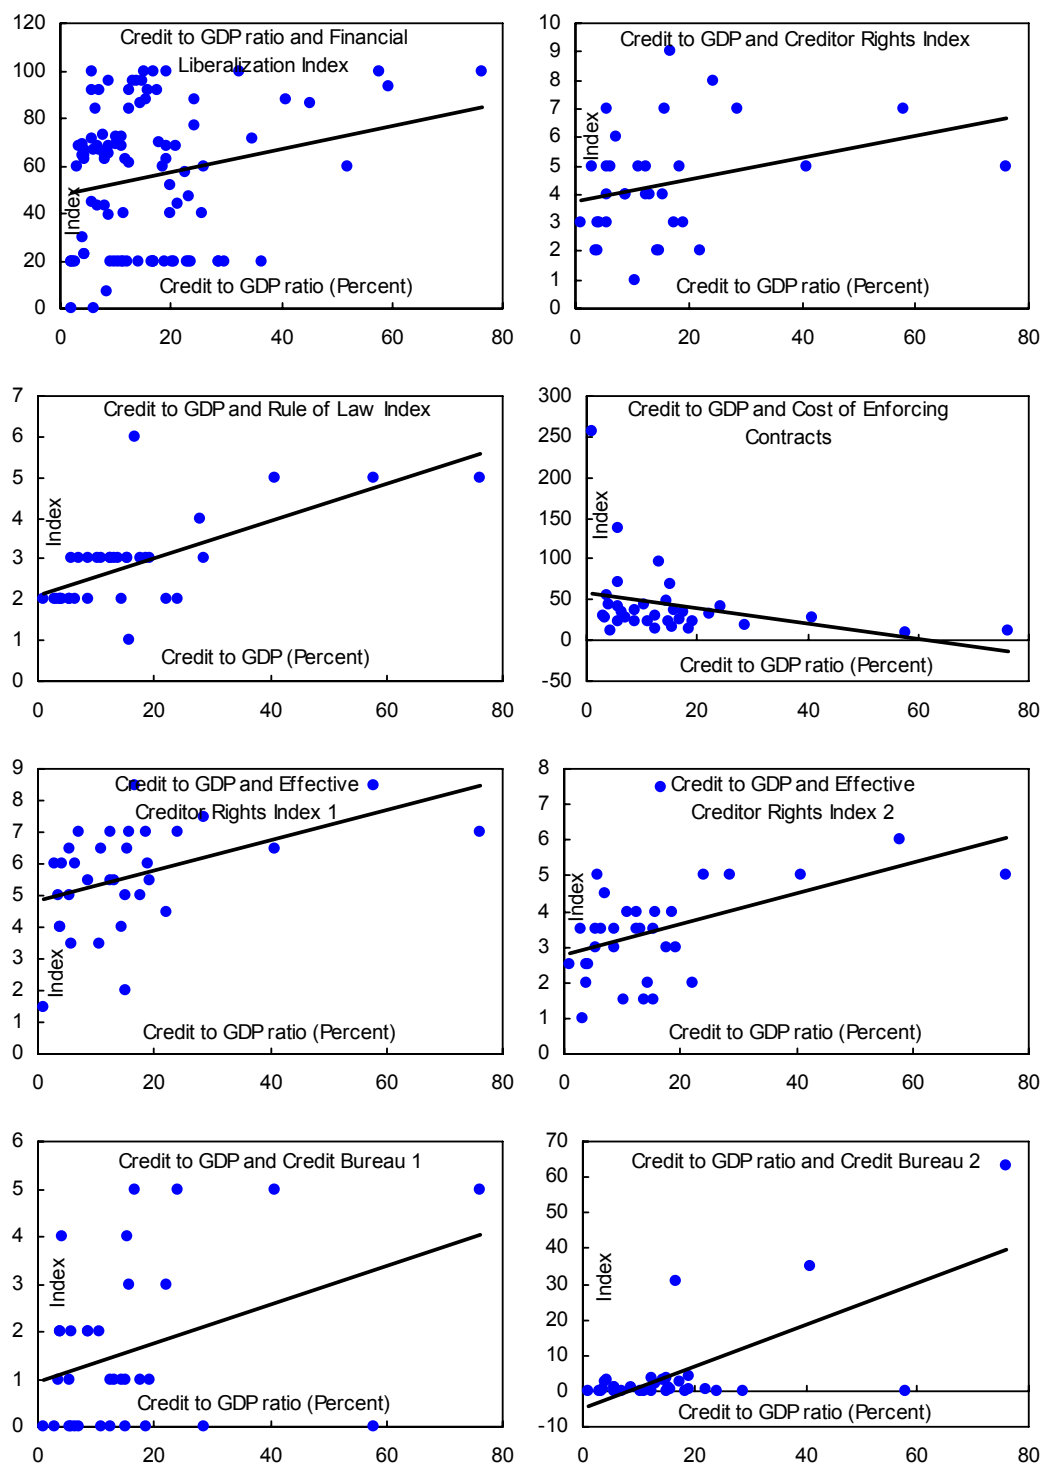 Credit to GDP ratio and Financial
Liberalization Index
120
100
80
60
40
20
0
Index
Credit to GDP ratio (Percent)
0 20 40 60 80
Credit to GDP and Creditor Rights Index
10
9
8
7
6
5
4
3
2
1
0
Index
Credit to GDP ratio (Percent)
0 20 40 60 80
Credit to GDP and Rule of Law Index
7
6
5
4
3
2
1
0
Index
Credit to GDP (Percent)
0 20 40 60 80
Credit to GDP and Cost of Enforcing
Contracts
300
250
200
150
100
50
0
-50
Index
Credit to GDP ratio (Percent)
0 20 40 60 80
Credit to GDP and Effective
Creditor Rights Index 1
9
8
7
6
5
4
3
2
1
0
Index
Credit to GDP ratio (Percent)
0 20 40 60 80
Credit to GDP and Effective
Creditor Rights Index 2
8
7
6
5
4
3
2
1
0
Index
Credit to GDP ratio (Percent)
0 20 40 60 80
Credit to GDP and Credit Bureau 1
6
5
4
3
2
1
0
Index
Credit to GDP ratio (Percent)
0 20 40 60 80
Credit to GDP ratio and Credit Bureau 2
70
60
50
40
30
20
10
0
-10
Index
Credit to GDP ratio (Percent)
0 20 40 60 80